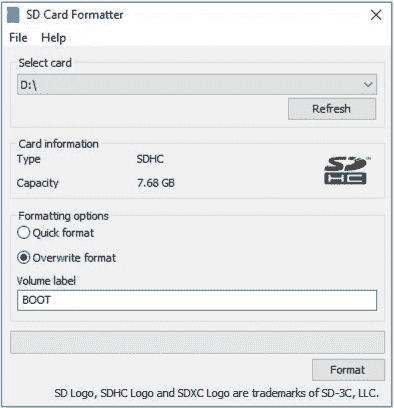 SD Card Formatter
File Help
Select card
D:\
Refresh
Card information
Type SDHC
Capacity 7.68 GB
SD HC
Formatting options
Quick format
Overwrite format
Volume label
BOOT
Format
SD Logo, SDHC Logo and SDXC Logo are trademarks of SD-3C, LLC.